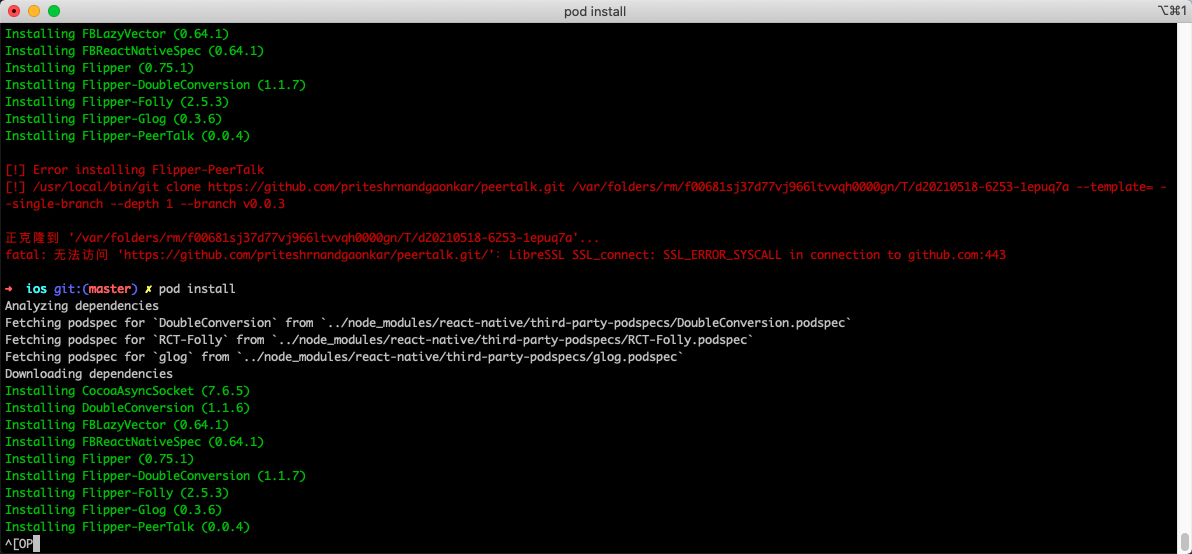 pod install
⌥⌘1
Installing FBLazyVector (0.64.1)
Installing FBReactNativeSpec (0.64.1)
Installing Flipper (0.75.1)
Installing Flipper-DoubleConversion (1.1.7)
Installing Flipper-Folly (2.5.3)
Installing Flipper-Glog (0.3.6)
Installing Flipper-PeerTalk (0.0.4)
[!] Error installing Flipper-PeerTalk
[!] /usr/local/bin/git clone https://github.com/priteshrnandgaonkar/peertalk.git /var/folders/rm/f00681sj37d77vj966ltvvqh0000gn/T/d20210518-6253-1epuq7a --template= -
-single-branch --depth 1 --branch v0.0.3
正克隆到 '/var/folders/rm/f00681sj37d77vj966ltvvqh0000gn/T/d20210518-6253-1epuq7a'...
fatal: 无法访问 'https://github.com/priteshrnandgaonkar/peertalk.git/': LibreSSL SSL_connect: SSL_ERROR_SYSCALL in connection to github.com:443
→ ios git:(master) ✗ pod install
Analyzing dependencies
Fetching podspec for `DoubleConversion` from `../node_modules/react-native/third-party-podspecs/DoubleConversion.podspec`
Fetching podspec for `RCT-Folly` from `../node_modules/react-native/third-party-podspecs/RCT-Folly.podspec`
Fetching podspec for `glog` from `../node_modules/react-native/third-party-podspecs/glog.podspec`
Downloading dependencies
Installing CocoaAsyncSocket (7.6.5)
Installing DoubleConversion (1.1.6)
Installing FBLazyVector (0.64.1)
Installing FBReactNativeSpec (0.64.1)
Installing Flipper (0.75.1)
Installing Flipper-DoubleConversion (1.1.7)
Installing Flipper-Folly (2.5.3)
Installing Flipper-Glog (0.3.6)
Installing Flipper-PeerTalk (0.0.4)
^[OP